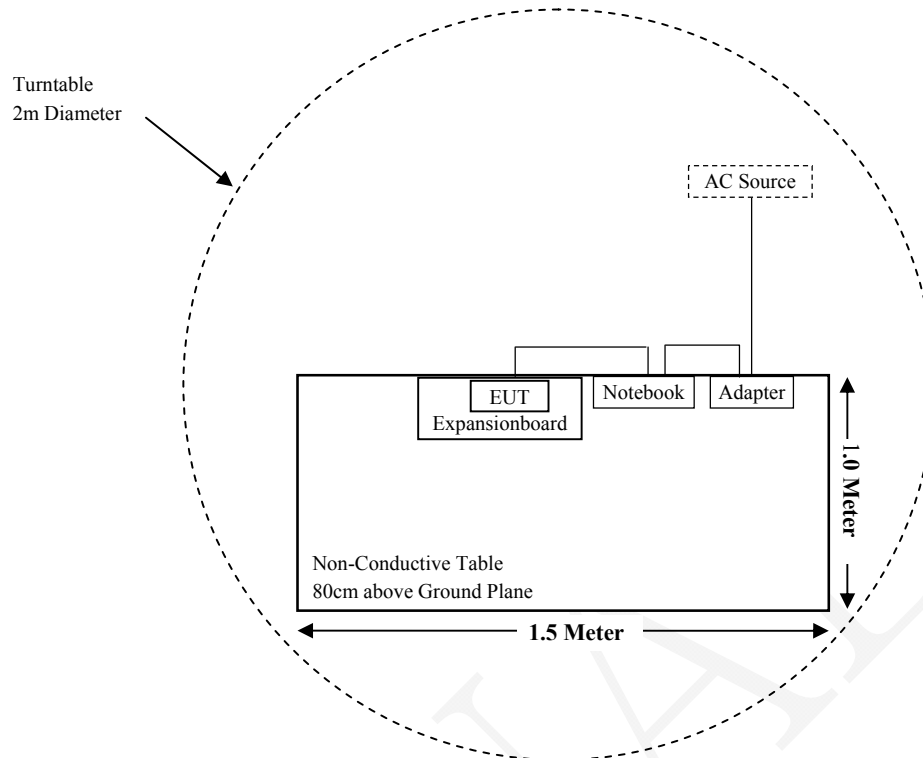 Turntable
2m Diameter
AC Source
EUT
Expansionboard
Notebook
Adapter
1.0 Meter
Non-Conductive Table
80cm above Ground Plane
1.5 Meter